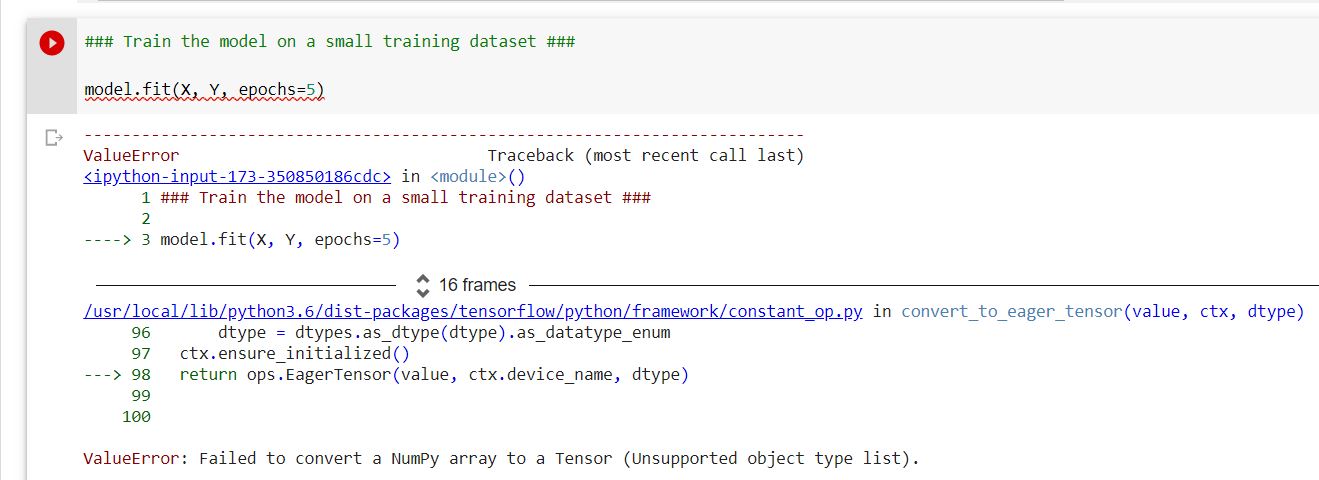 ### Train the model on a small training dataset ###
model.fit(X, Y, epochs=5)
---------------------------------------------------------------------------
ValueError                                Traceback (most recent call last)
<ipython-input-173-350850186cdc> in <module>()
      1 ### Train the model on a small training dataset ###
      2
----> 3 model.fit(X, Y, epochs=5)
16 frames
/usr/local/lib/python3.6/dist-packages/tensorflow/python/framework/constant_op.py in convert_to_eager_tensor(value, ctx, dtype)
     96       dtype = dtypes.as_dtype(dtype).as_datatype_enum
     97   ctx.ensure_initialized()
---> 98   return ops.EagerTensor(value, ctx.device_name, dtype)
     99
    100
ValueError: Failed to convert a NumPy array to a Tensor (Unsupported object type list).